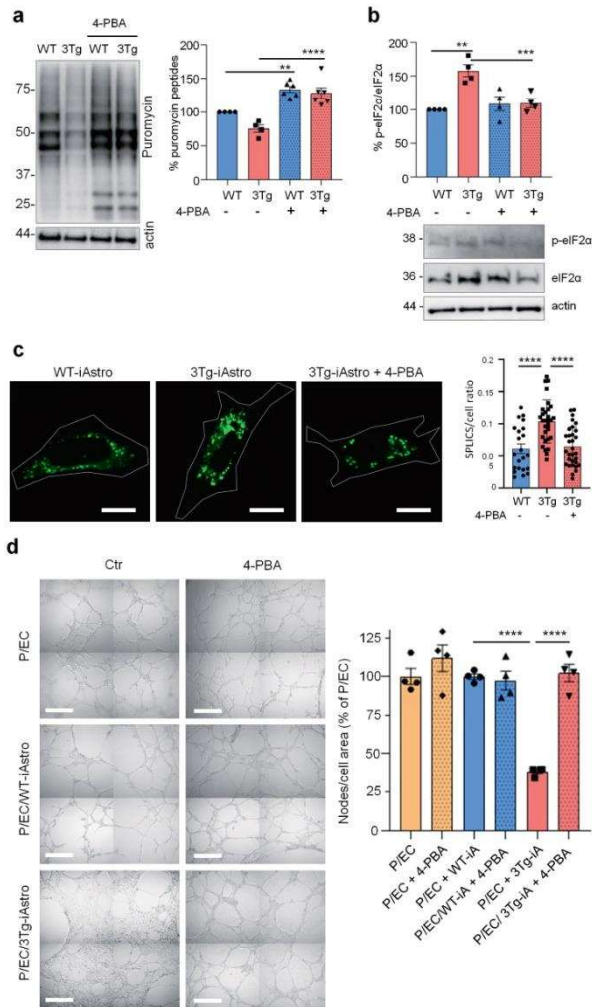 a
4-PBA
WT 3Tg WT 3Tg
75-
50-
37-
25-
44-
Puromycin
actin
% puromycin peptides
200
150
100
50
0
** ****
WT 3Tg WT 3Tg
4-PBA - - + +
b
% p-eIF2α/eIF2α
200
150
100
50
0
** ***
WT 3Tg WT 3Tg
4-PBA - - + +
38 - p-eIF2α
36 - eIF2α
44 - actin
c
WT-iAstro 3Tg-iAstro 3Tg-iAstro + 4-PBA
SPLICS/cell ratio
0.2
0.1
0.1
0.0
0
**** ****
WT 3Tg 3Tg
4-PBA - - +
d
Ctr 4-PBA
P/EC
P/EC/WT-iAstro
P/EC/3Tg-iAstro
Nodes/cell area (% of P/EC)
125
100
75
50
25
0
**** ****
P/EC
P/EC + 4-PBA
P/EC + WT-iA
P/EC/WT-iA + 4-PBA
P/EC + 3Tg-iA
P/EC/ 3Tg-iA + 4-PBA